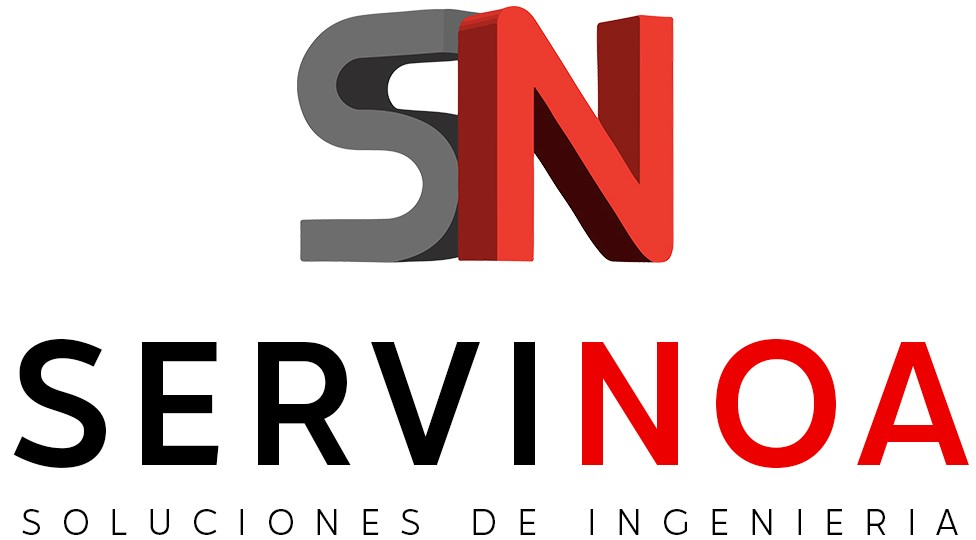 SN
SERVINOA
SOLUCIONES DE INGENIERIA